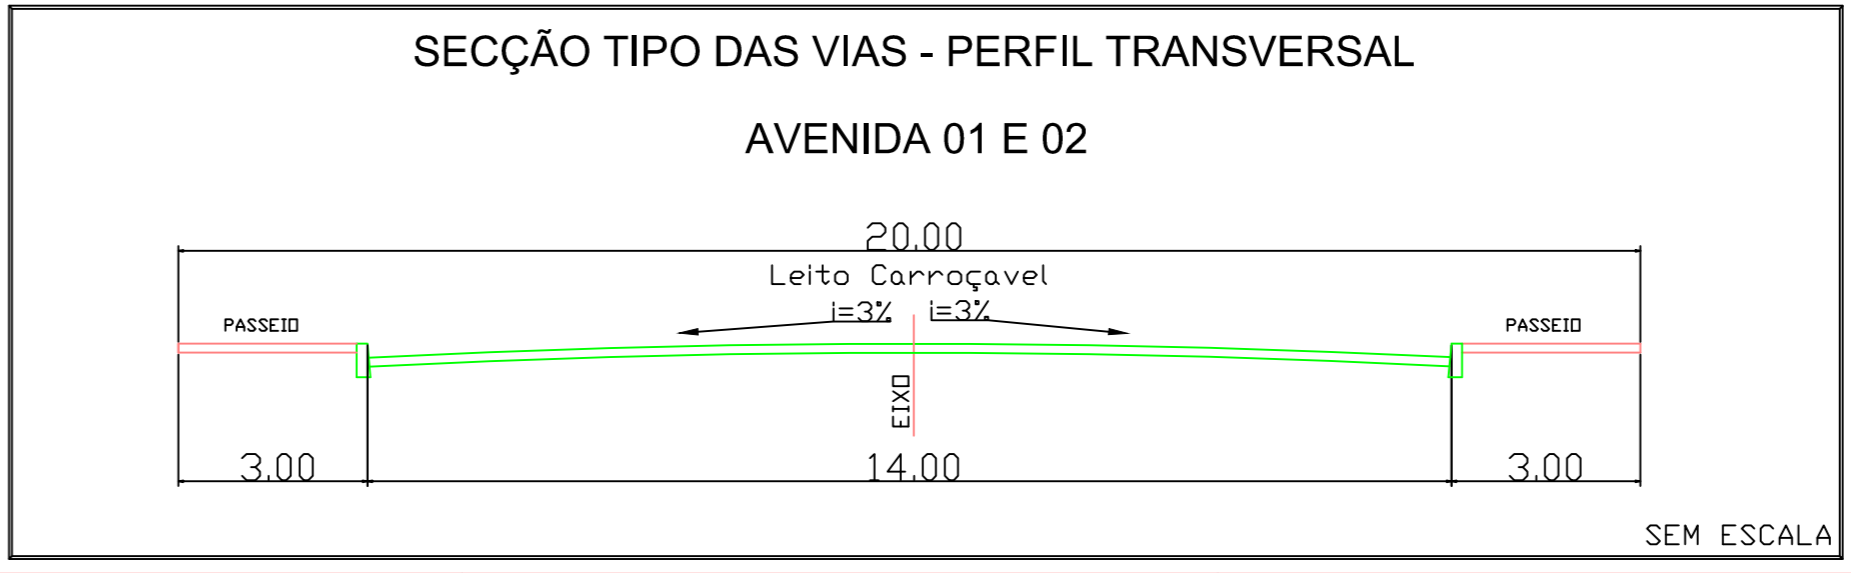 SECÇÃO TIPO DAS VIAS - PERFIL TRANSVERSAL
AVENIDA 01 E 02
20,00
Leito Carroçavel
i=3% i=3%
PASSEIO PASSEIO
EIXO
3,00 14,00 3,00
SEM ESCALA